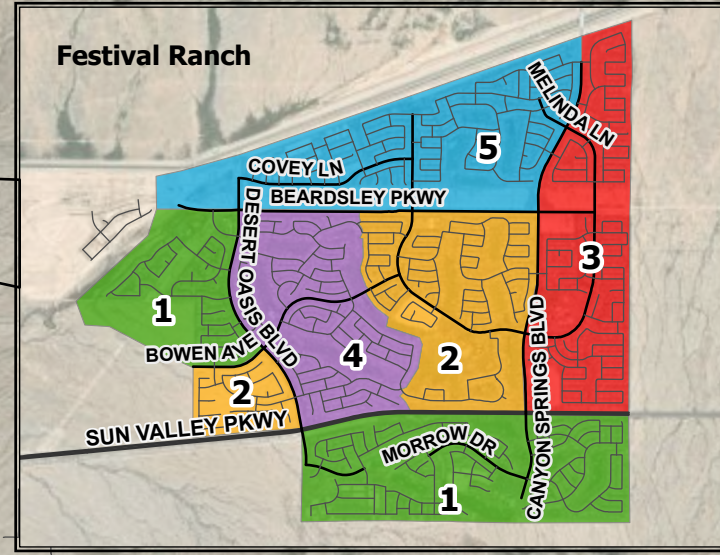 Festival Ranch
MELINDA LN
5
COVEY LN
BEARDSLEY PKWY
DESERT OASIS BLVD
3
1
BOWEN AVE
4
2
CANYON SPRINGS BLVD
2
SUN VALLEY PKWY
MORROW DR
1